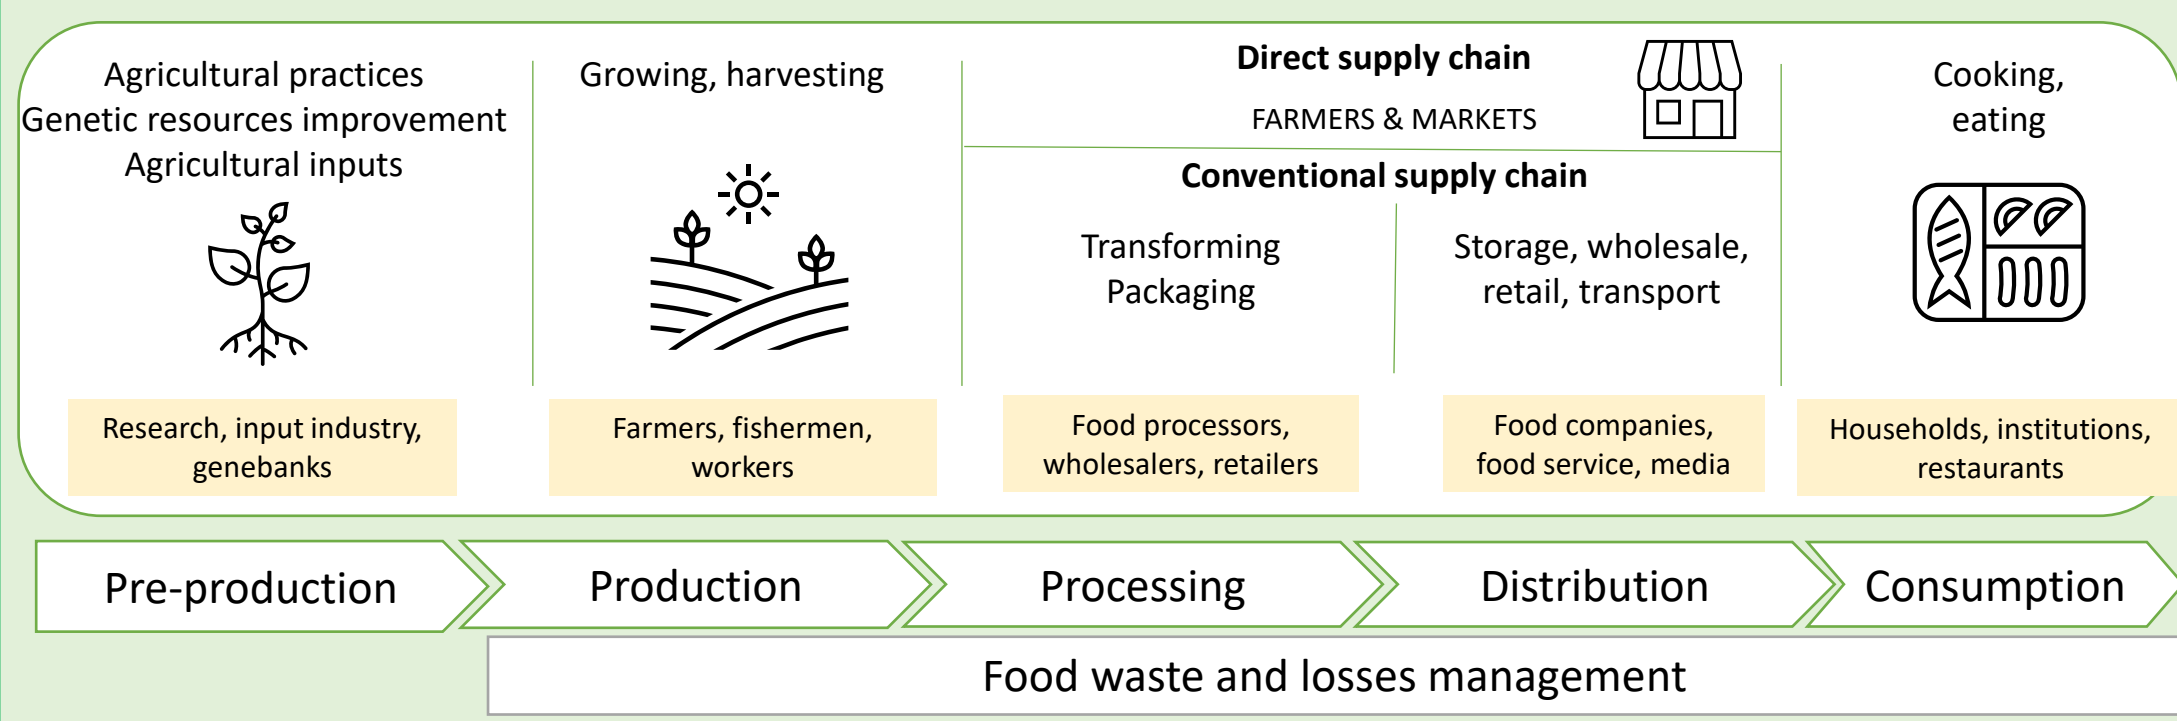 Agricultural practices
Genetic resources improvement
Agricultural inputs
Research, input industry,
genebanks
Growing, harvesting
Farmers, fishermen,
workers
Direct supply chain
FARMERS & MARKETS
Conventional supply chain
Transforming
Packaging
Food processors,
wholesalers, retailers
Storage, wholesale,
retail, transport
Food companies,
food service, media
Cooking,
eating
Households, institutions,
restaurants
Pre-production
Production
Processing
Distribution
Consumption
Food waste and losses management